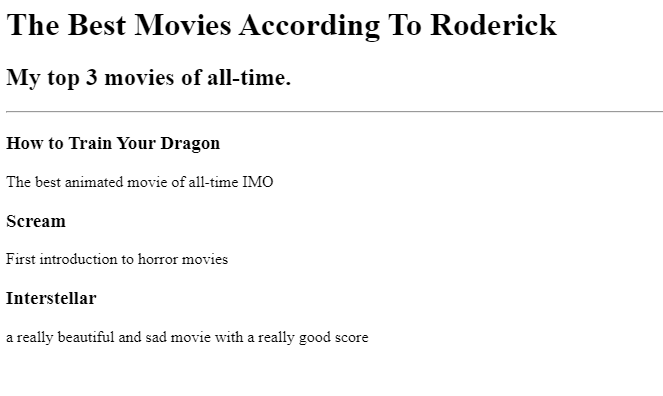 The Best Movies According To Roderick
My top 3 movies of all-time.
How to Train Your Dragon
The best animated movie of all-time IMO
Scream
First introduction to horror movies
Interstellar
a really beautiful and sad movie with a really good score